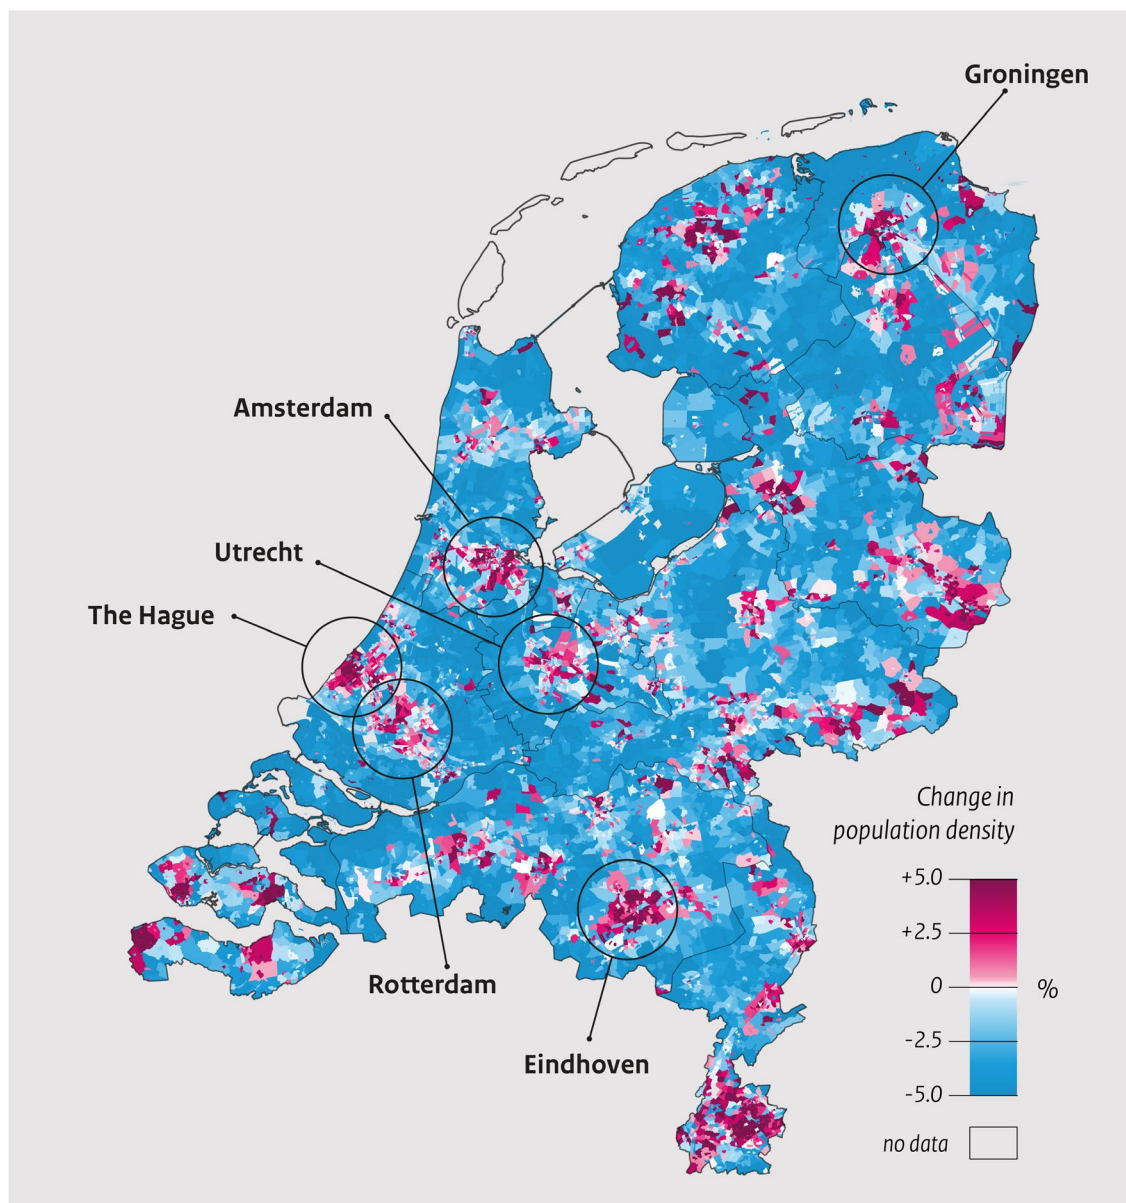 Groningen
Amsterdam
Utrecht
The Hague
Rotterdam
Eindhoven
Change in
population density
+5.0
+2.5
0
%
-2.5
-5.0
no data